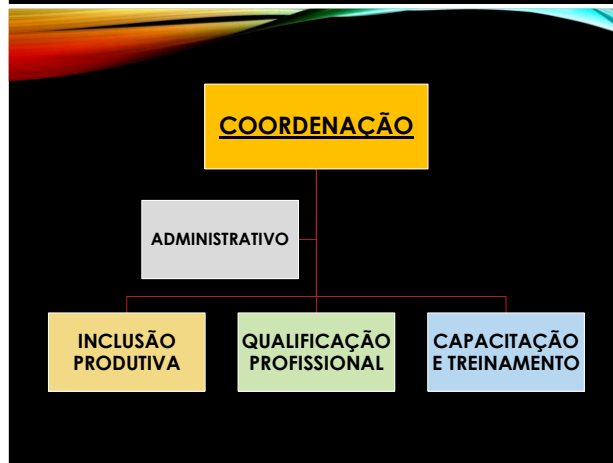 COORDENAÇÃO
ADMINISTRATIVO
INCLUSÃO
PRODUTIVA
QUALIFICAÇÃO
PROFISSIONAL
CAPACITAÇÃO
E TREINAMENTO